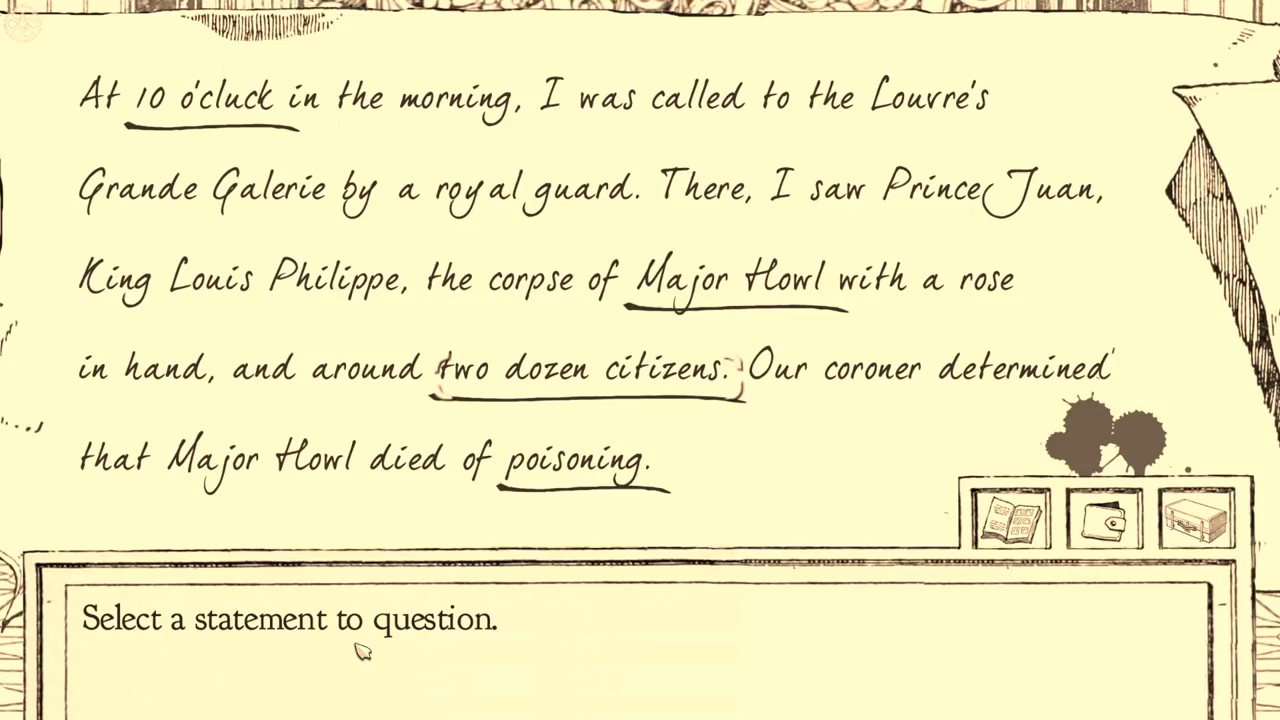 At 10 o'cluck in the morning, I was called to the Louvre's
Grande Galerie by a royal guard. There, I saw Prince Juan,
King Louis Philippe, the corpse of Major Howl with a rose
in hand, and around two dozen citizens. Our coroner determined
that Major Howl died of poisoning.
Select a statement to question.